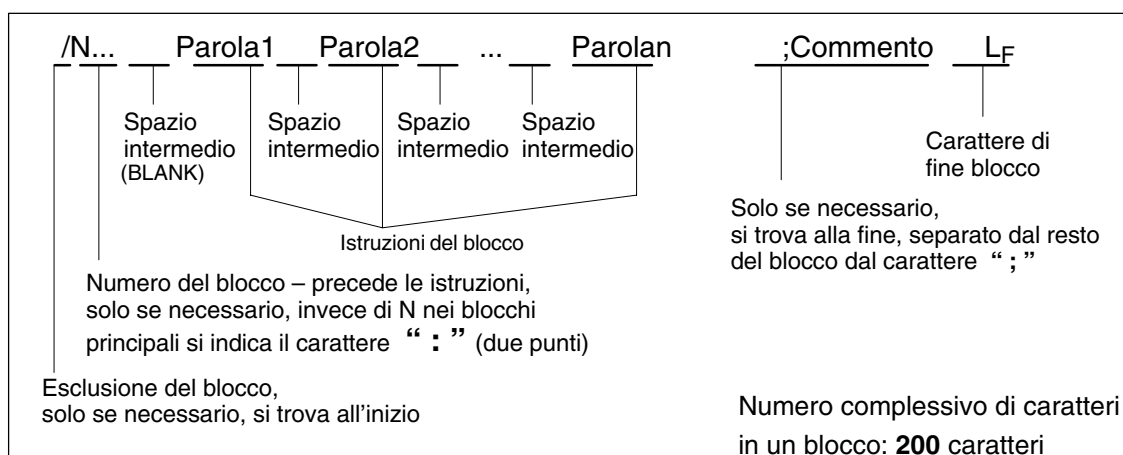 /N... Parola1 Parola2 ... Parolan ;Commento LF
Spazio intermedio (BLANK)
Spazio intermedio
Spazio intermedio
Spazio intermedio
Carattere di
fine blocco
Istruzioni del blocco
Solo se necessario,
si trova alla fine, separato dal resto
del blocco dal carattere “ ; ”
Numero del blocco – precede le istruzioni,
solo se necessario, invece di N nei blocchi
principali si indica il carattere “ : ” (due punti)
Esclusione del blocco,
solo se necessario, si trova all'inizio
Numero complessivo di caratteri
in un blocco: 200 caratteri